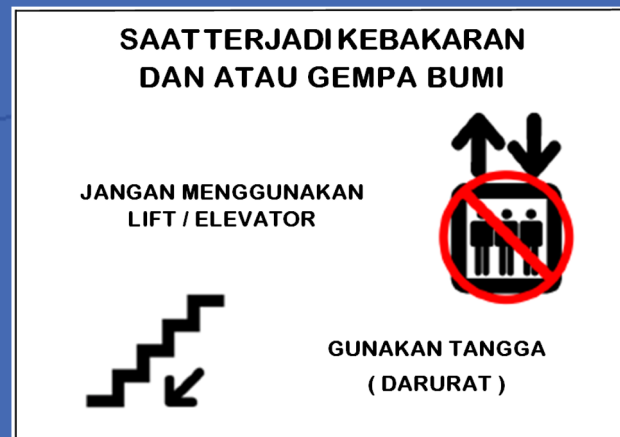 SAAT TERJADI KEBAKARAN
DAN ATAU GEMPA BUMI
JANGAN MENGGUNAKAN
LIFT / ELEVATOR
GUNAKAN TANGGA
( DARURAT )